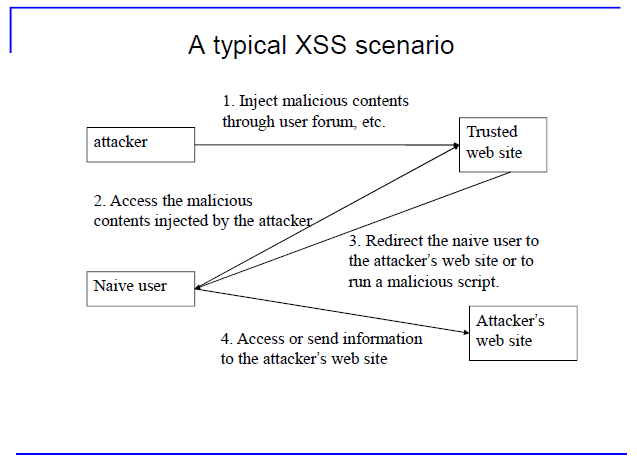 A typical XSS scenario
1. Inject malicious contents
through user forum, etc.
attacker
Trusted
web site
2. Access the malicious
contents injected by the attacker
3. Redirect the naive user to
the attacker’s web site or to
run a malicious script.
Naive user
Attacker’s
web site
4. Access or send information
to the attacker’s web site